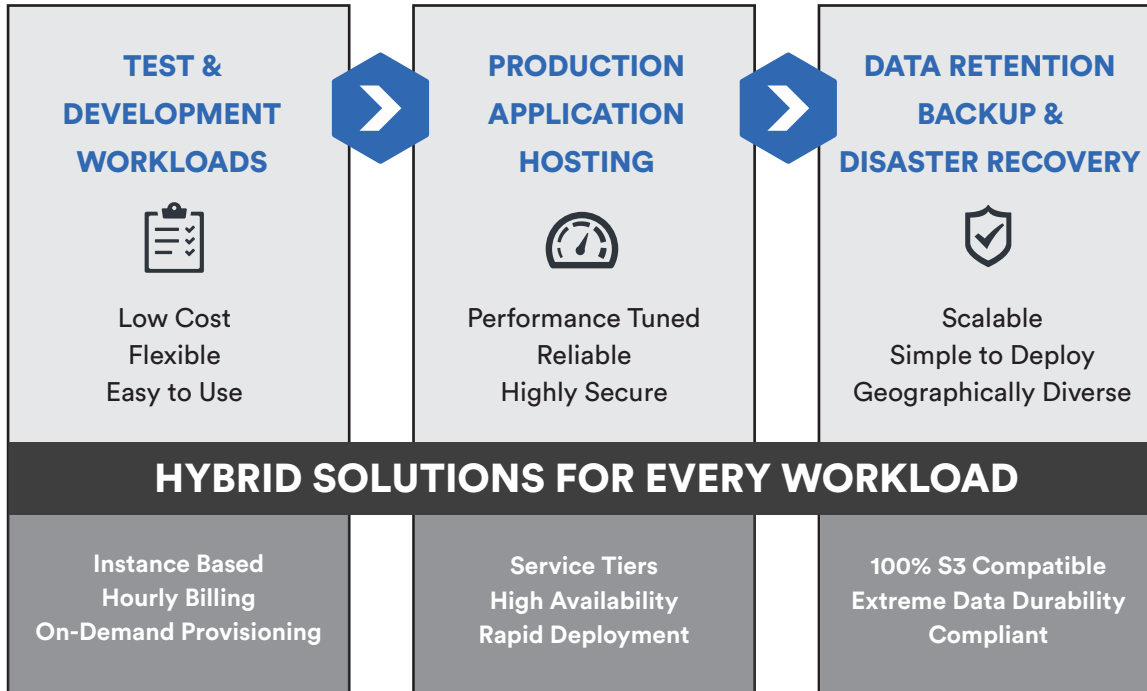 TEST &
DEVELOPMENT
WORKLOADS
Low Cost
Flexible
Easy to Use
PRODUCTION
APPLICATION
HOSTING
Performance Tuned
Reliable
Highly Secure
DATA RETENTION
BACKUP &
DISASTER RECOVERY
Scalable
Simple to Deploy
Geographically Diverse
HYBRID SOLUTIONS FOR EVERY WORKLOAD
Instance Based
Hourly Billing
On-Demand Provisioning
Service Tiers
High Availability
Rapid Deployment
100% S3 Compatible
Extreme Data Durability
Compliant